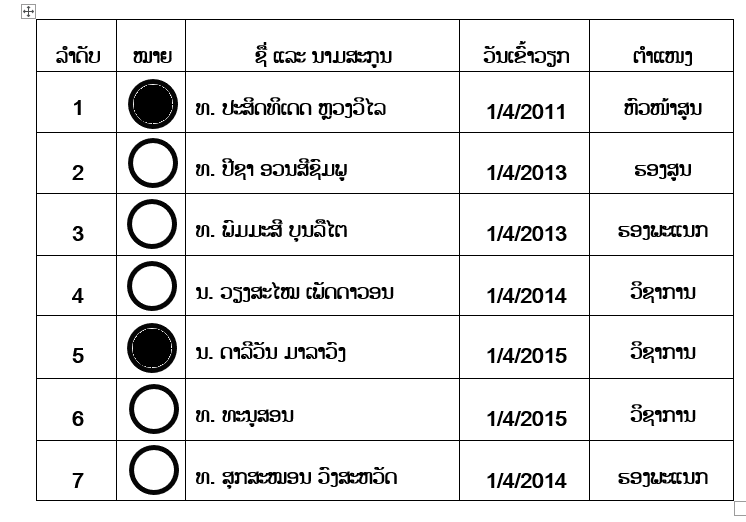 ລຳດັບ ໝາຍ ຊື່ ແລະ ນາມສະກຸນ ວັນເຂົ້າວຽກ ຕຳແໜ່ງ
1 ທ. ປະສິດທິເດດ ຫຼວງວິໄລ 1/4/2011 ຫົວໜ້າສູນ
2 ທ. ປີຊາ ອວນສີຊົມພູ 1/4/2013 ຮອງສູນ
3 ທ. ພົມມະສີ ບຸນລືໄຕ 1/4/2013 ຮອງພະແນກ
4 ນ. ວຽງສະໄໝ ເພັດດາວອນ 1/4/2014 ວິຊາການ
5 ນ. ດາລີວັນ ມາລາວົງ 1/4/2015 ວິຊາການ
6 ທ. ທະນູສອນ 1/4/2015 ວິຊາການ
7 ທ. ສຸກສະໝອນ ວົງສະຫວັດ 1/4/2014 ຮອງພະແນກ